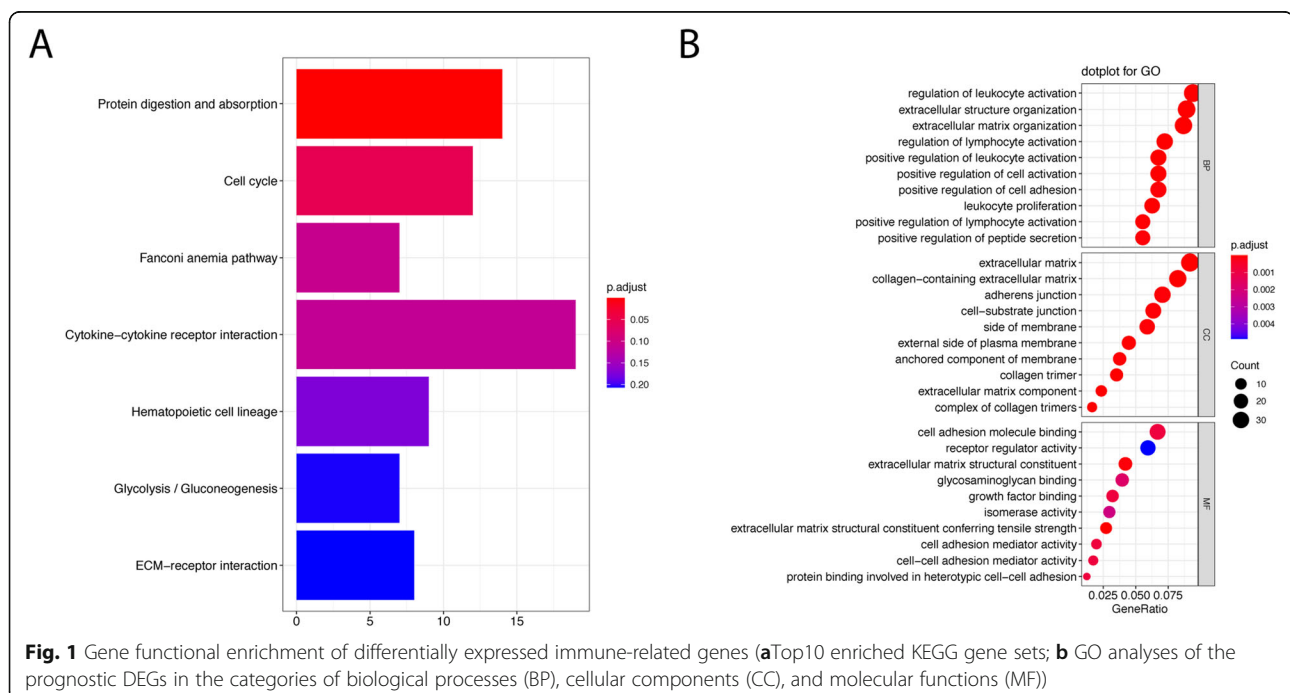 A
Protein digestion and absorption
Cell cycle
Fanconi anemia pathway
Cytokine−cytokine receptor interaction
Hematopoietic cell lineage
Glycolysis / Gluconeogenesis
ECM−receptor interaction
0 5 10 15
p.adjust
0.05
0.10
0.15
0.20
B
dotplot for GO
regulation of leukocyte activation
extracellular structure organization
extracellular matrix organization
regulation of lymphocyte activation
positive regulation of leukocyte activation
positive regulation of cell activation
positive regulation of cell adhesion
leukocyte proliferation
positive regulation of lymphocyte activation
positive regulation of peptide secretion
BP
extracellular matrix
collagen−containing extracellular matrix
adherens junction
cell−substrate junction
side of membrane
external side of plasma membrane
anchored component of membrane
collagen trimer
extracellular matrix component
complex of collagen trimers
CC
cell adhesion molecule binding
receptor regulator activity
extracellular matrix structural constituent
glycosaminoglycan binding
growth factor binding
isomerase activity
extracellular matrix structural constituent conferring tensile strength
cell adhesion mediator activity
cell−cell adhesion mediator activity
protein binding involved in heterotypic cell−cell adhesion
MF
0.025 0.050 0.075
GeneRatio
p.adjust
0.001
0.002
0.003
0.004
Count
10
20
30
Fig. 1 Gene functional enrichment of differentially expressed immune-related genes (aTop10 enriched KEGG gene sets; b GO analyses of the
prognostic DEGs in the categories of biological processes (BP), cellular components (CC), and molecular functions (MF))